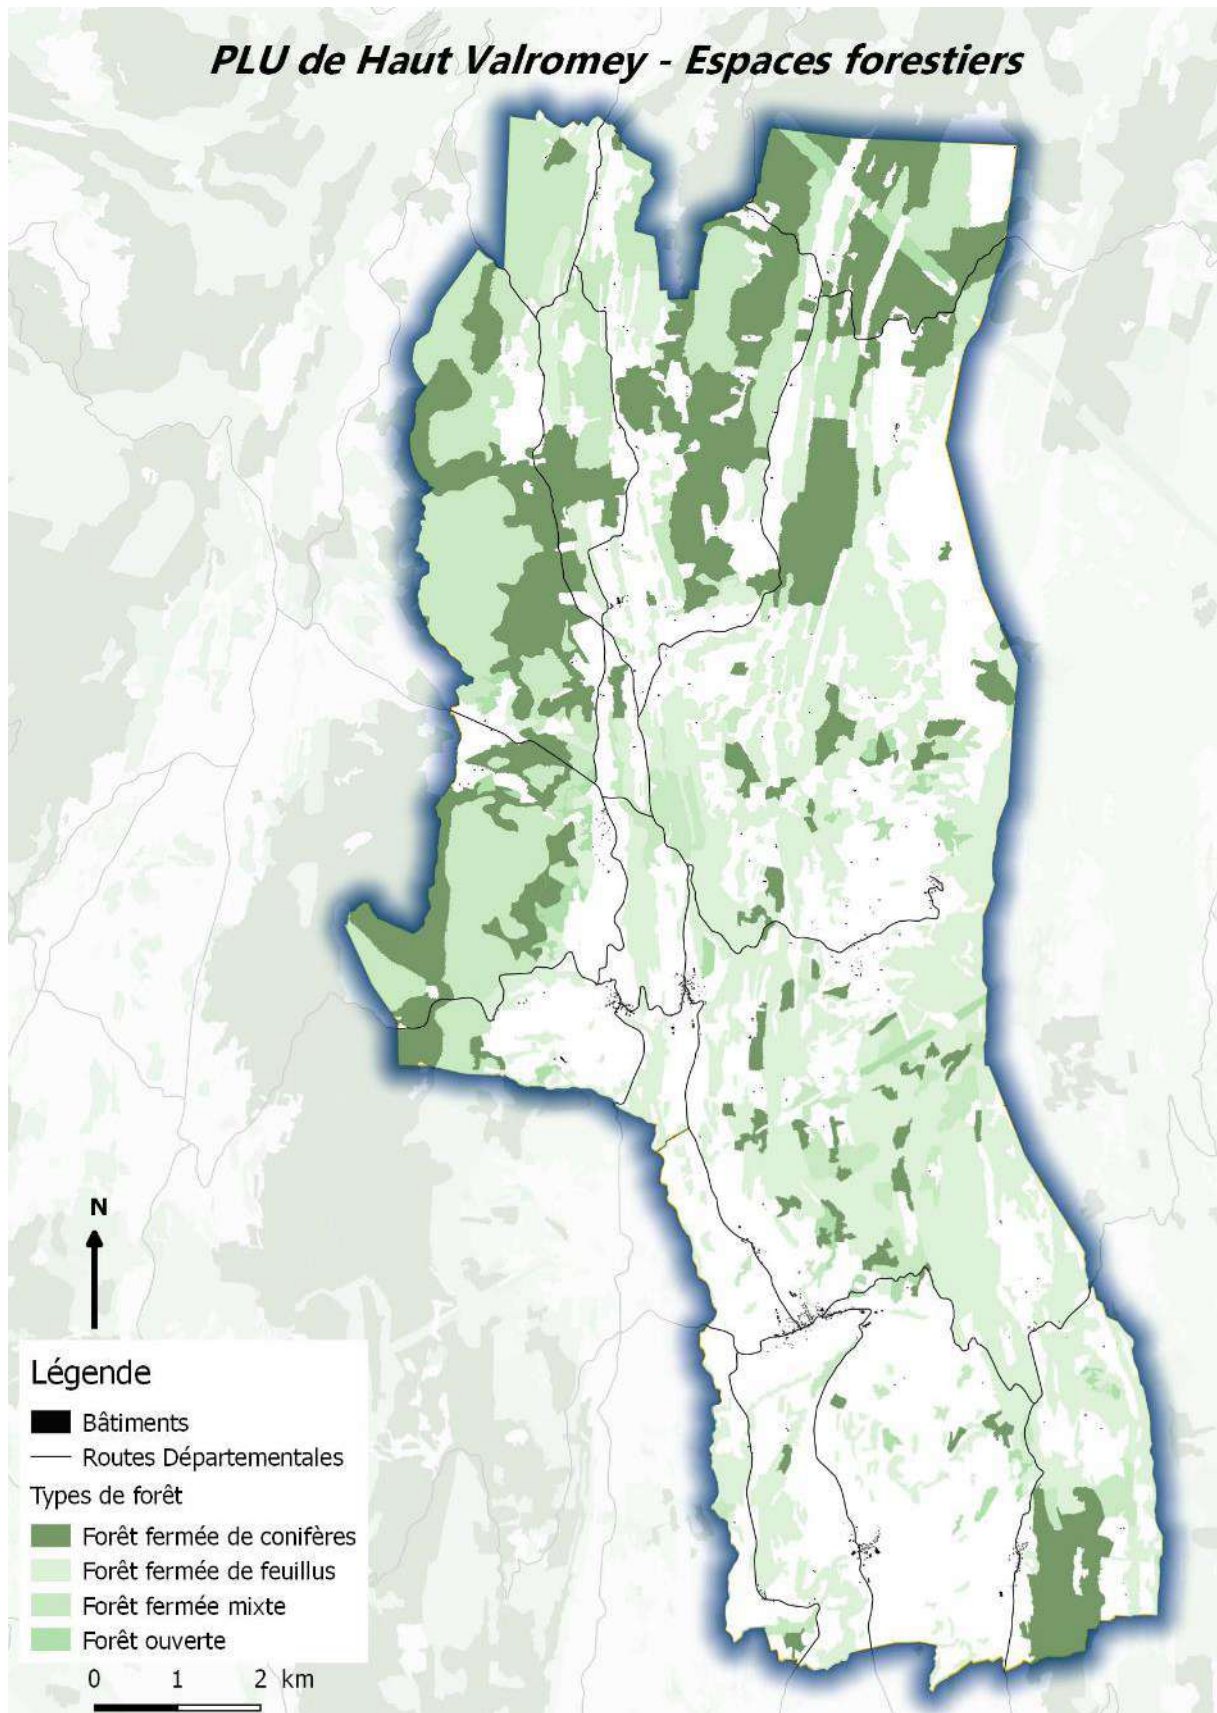 PLU de Haut Valromey - Espaces forestiers
N
Légende
Bâtiments
Routes Départementales
Types de forêt
Forêt fermée de conifères
Forêt fermée de feuillus
Forêt fermée mixte
Forêt ouverte
0 1 2 km